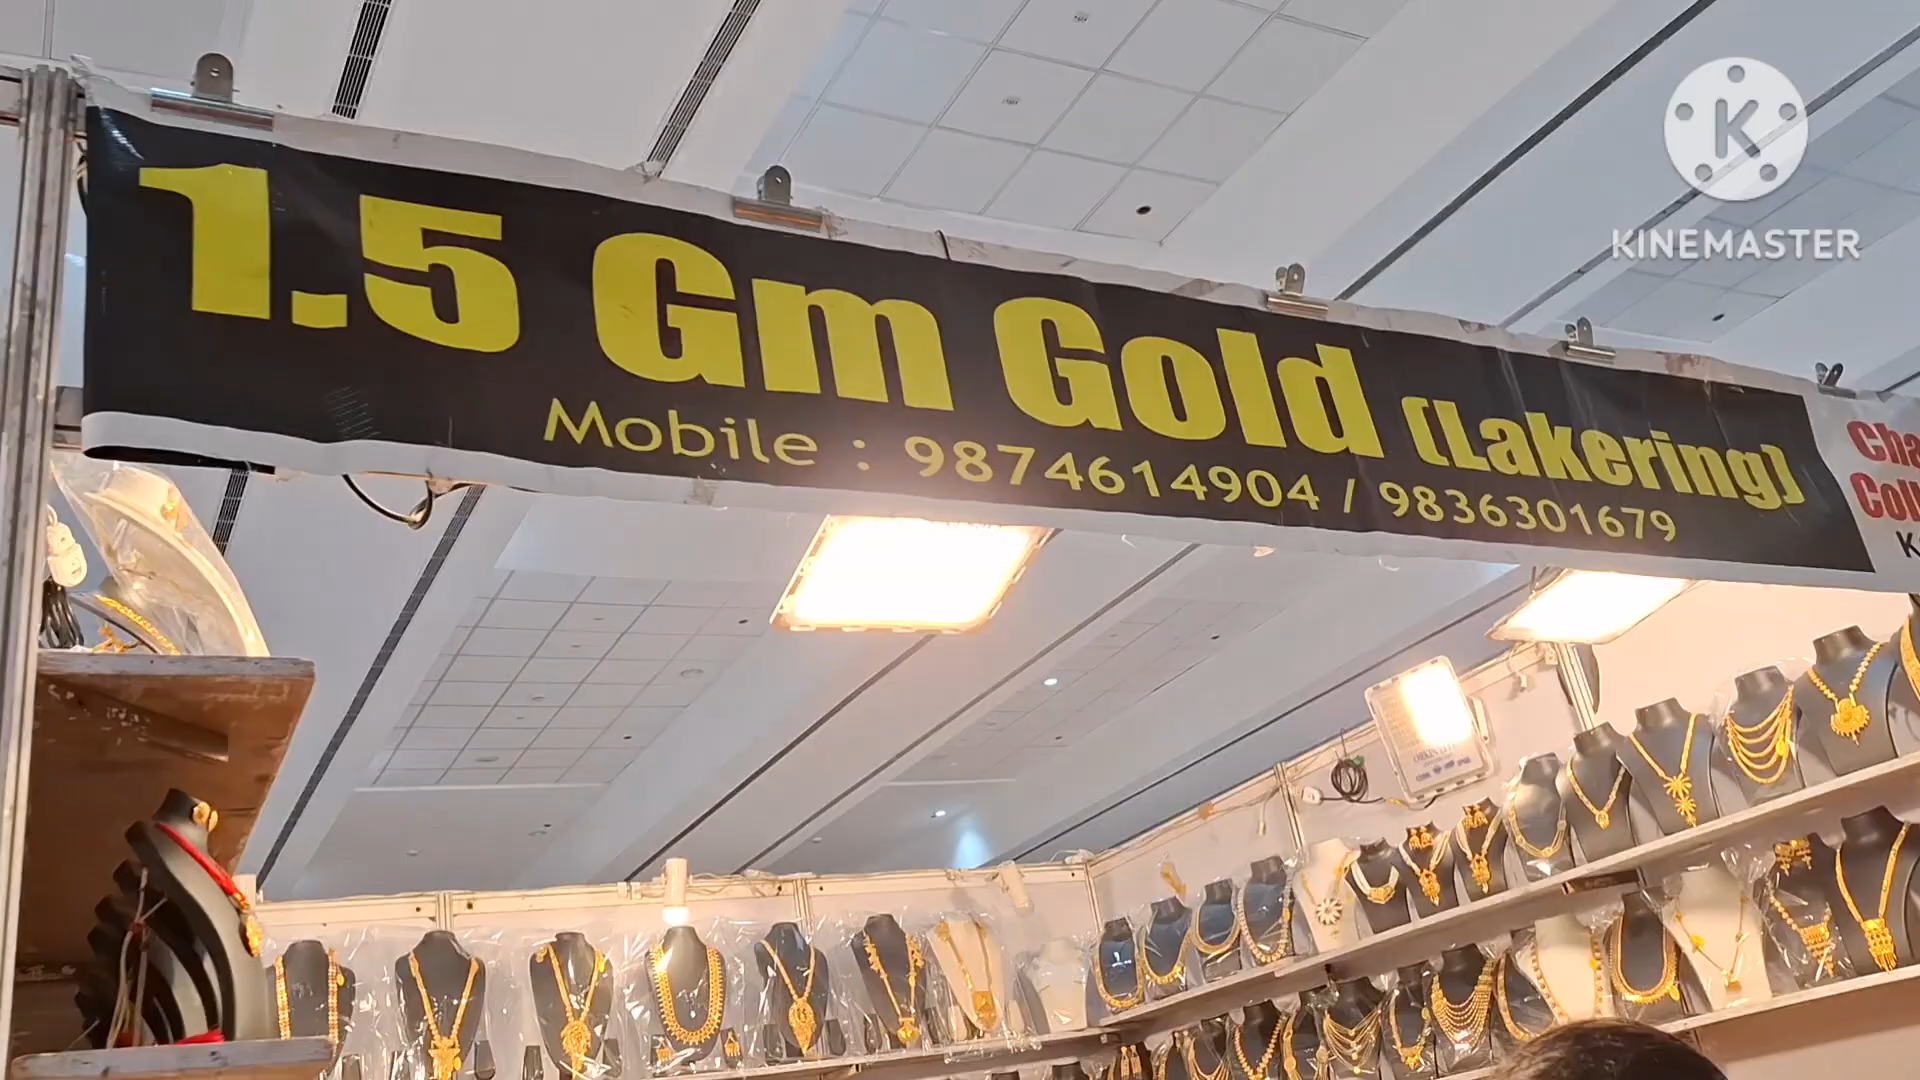 K
KINEMASTER
1.5 Gm Gold (Lakering)
Mobile : 9874614904 / 9836301679